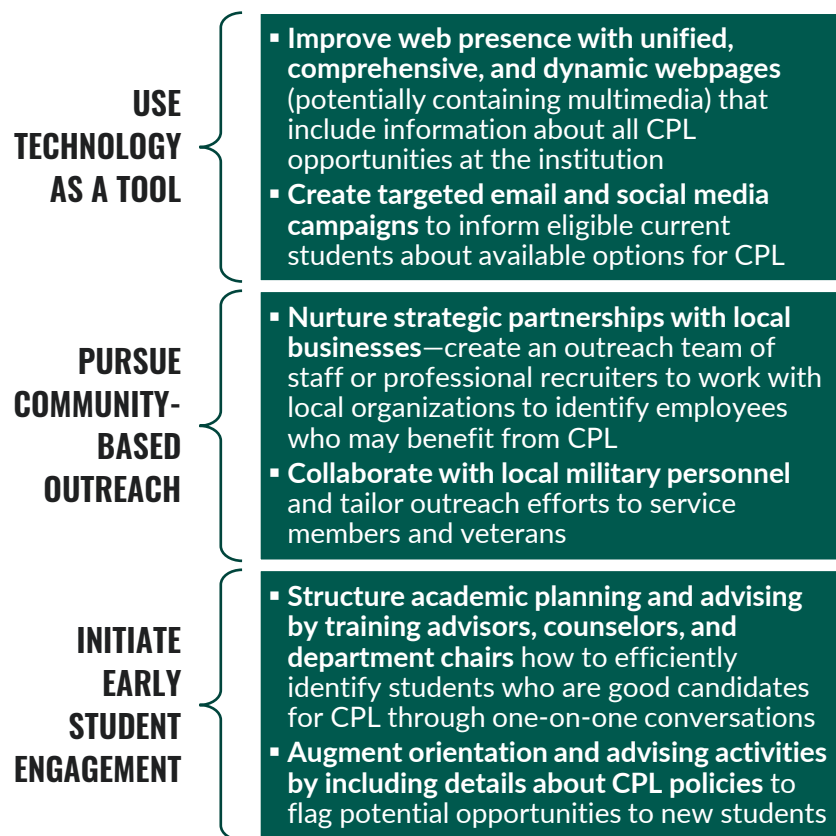 USE
TECHNOLOGY
AS A TOOL
▪ Improve web presence with unified,
comprehensive, and dynamic webpages
(potentially containing multimedia) that
include information about all CPL
opportunities at the institution
▪ Create targeted email and social media
campaigns to inform eligible current
students about available options for CPL
PURSUE
COMMUNITY-
BASED
OUTREACH
▪ Nurture strategic partnerships with local
businesses—create an outreach team of
staff or professional recruiters to work with
local organizations to identify employees
who may benefit from CPL
▪ Collaborate with local military personnel
and tailor outreach efforts to service
members and veterans
INITIATE
EARLY
STUDENT
ENGAGEMENT
▪ Structure academic planning and advising
by training advisors, counselors, and
department chairs how to efficiently
identify students who are good candidates
for CPL through one-on-one conversations
▪ Augment orientation and advising activities
by including details about CPL policies to
flag potential opportunities to new students